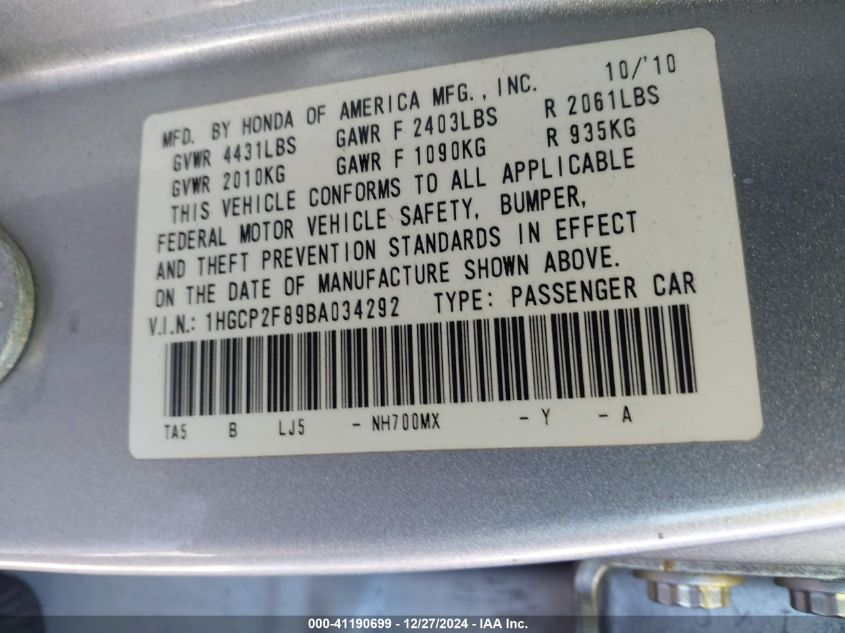 MFD. BY HONDA OF AMERICA MFG., INC. 10/'10
GVWR 4431LBS GAWR F 2403LBS R 2061LBS
GVWR 2010KG GAWR F 1090KG R 935KG
THIS VEHICLE CONFORMS TO ALL APPLICABLE
FEDERAL MOTOR VEHICLE SAFETY, BUMPER,
AND THEFT PREVENTION STANDARDS IN EFFECT
ON THE DATE OF MANUFACTURE SHOWN ABOVE.
V.I.N.: 1HGCP2F89BA034292 TYPE: PASSENGER CAR
TA5 B LJ5 - NH700MX - Y - A
000-41190699 - 12/27/2024 - IAA Inc.